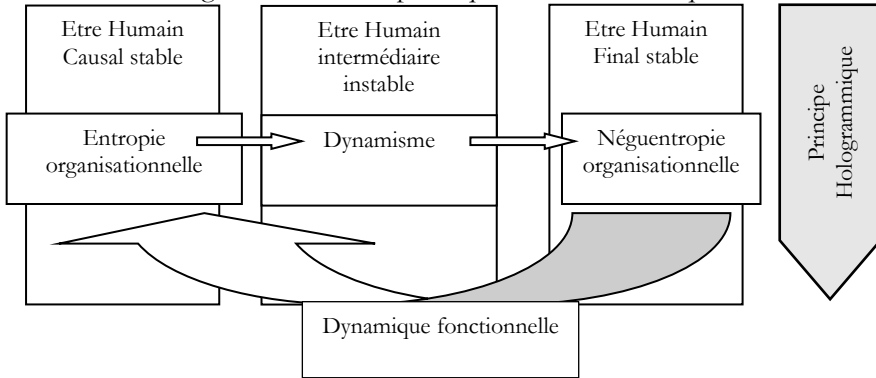 Etre Humain
Causal stable
Etre Humain
intermédiaire
instable
Etre Humain
Final stable
Entropie
organisationnelle
Dynamisme
Néguentropie
organisationnelle
Dynamique fonctionnelle
Principe
Hologrammique